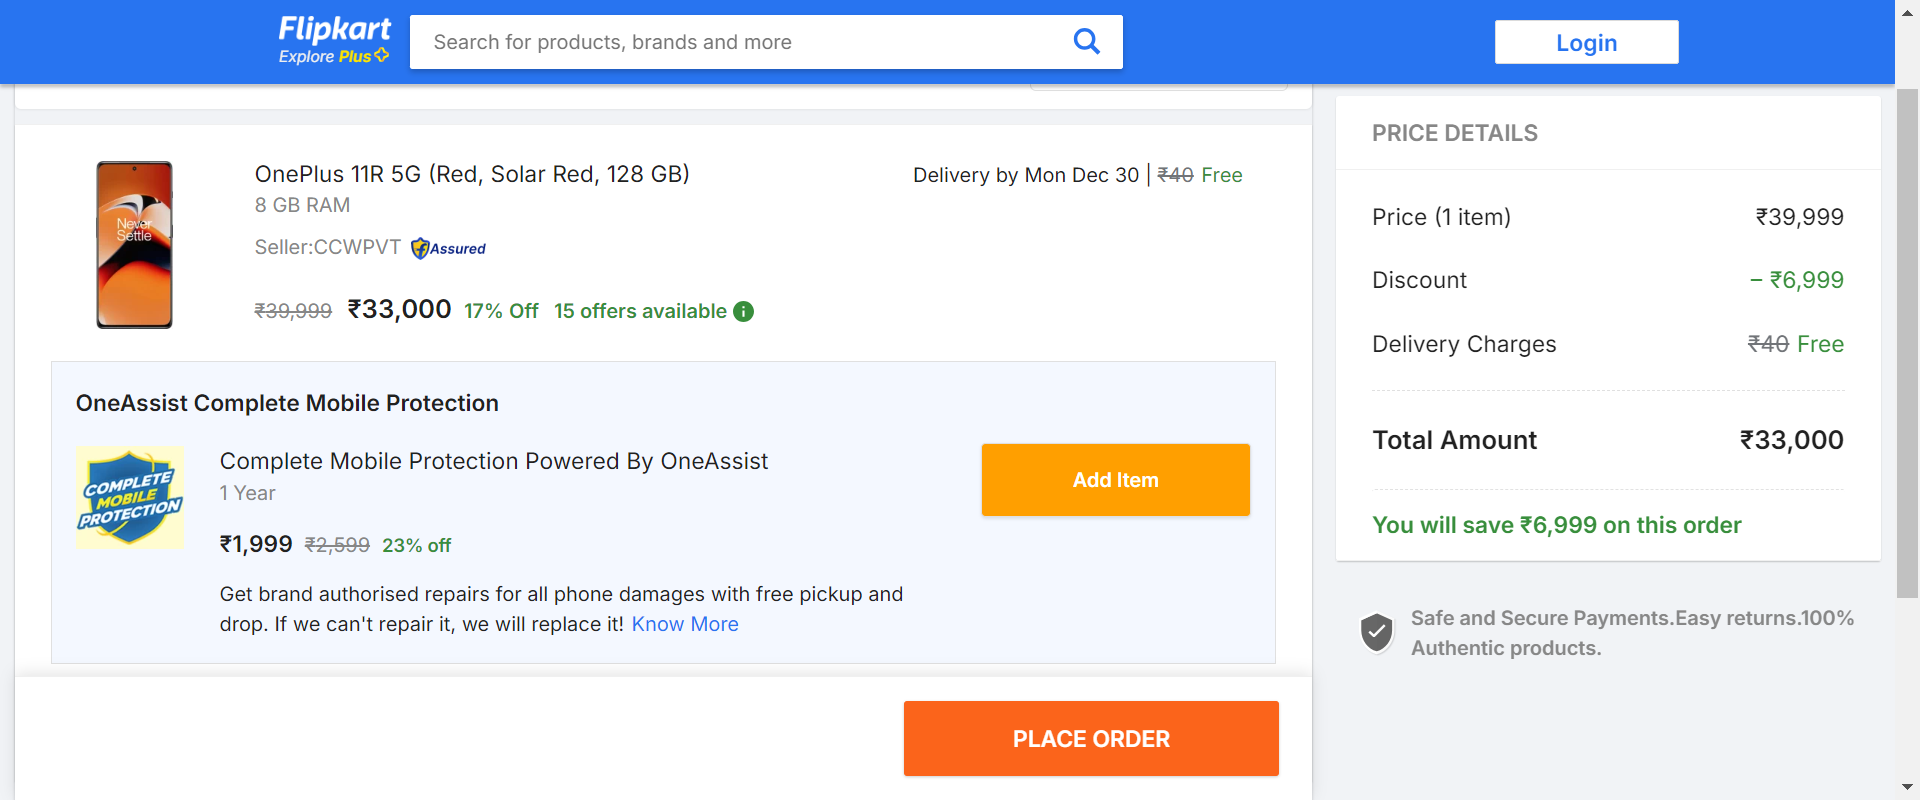 Flipkart
Explore Plus
Search for products, brands and more
Login
OnePlus 11R 5G (Red, Solar Red, 128 GB)
8 GB RAM
Seller:CCWPVT Assured
₹39,999 ₹33,000 17% Off 15 offers available
Delivery by Mon Dec 30 | ₹40 Free
Never
Settle
OneAssist Complete Mobile Protection
COMPLETE
MOBILE
PROTECTION
Complete Mobile Protection Powered By OneAssist
1 Year
₹1,999 ₹2,599 23% off
Get brand authorised repairs for all phone damages with free pickup and
drop. If we can't repair it, we will replace it! Know More
Add Item
PLACE ORDER
PRICE DETAILS
Price (1 item) ₹39,999
Discount − ₹6,999
Delivery Charges ₹40 Free
Total Amount ₹33,000
You will save ₹6,999 on this order
Safe and Secure Payments.Easy returns.100%
Authentic products.